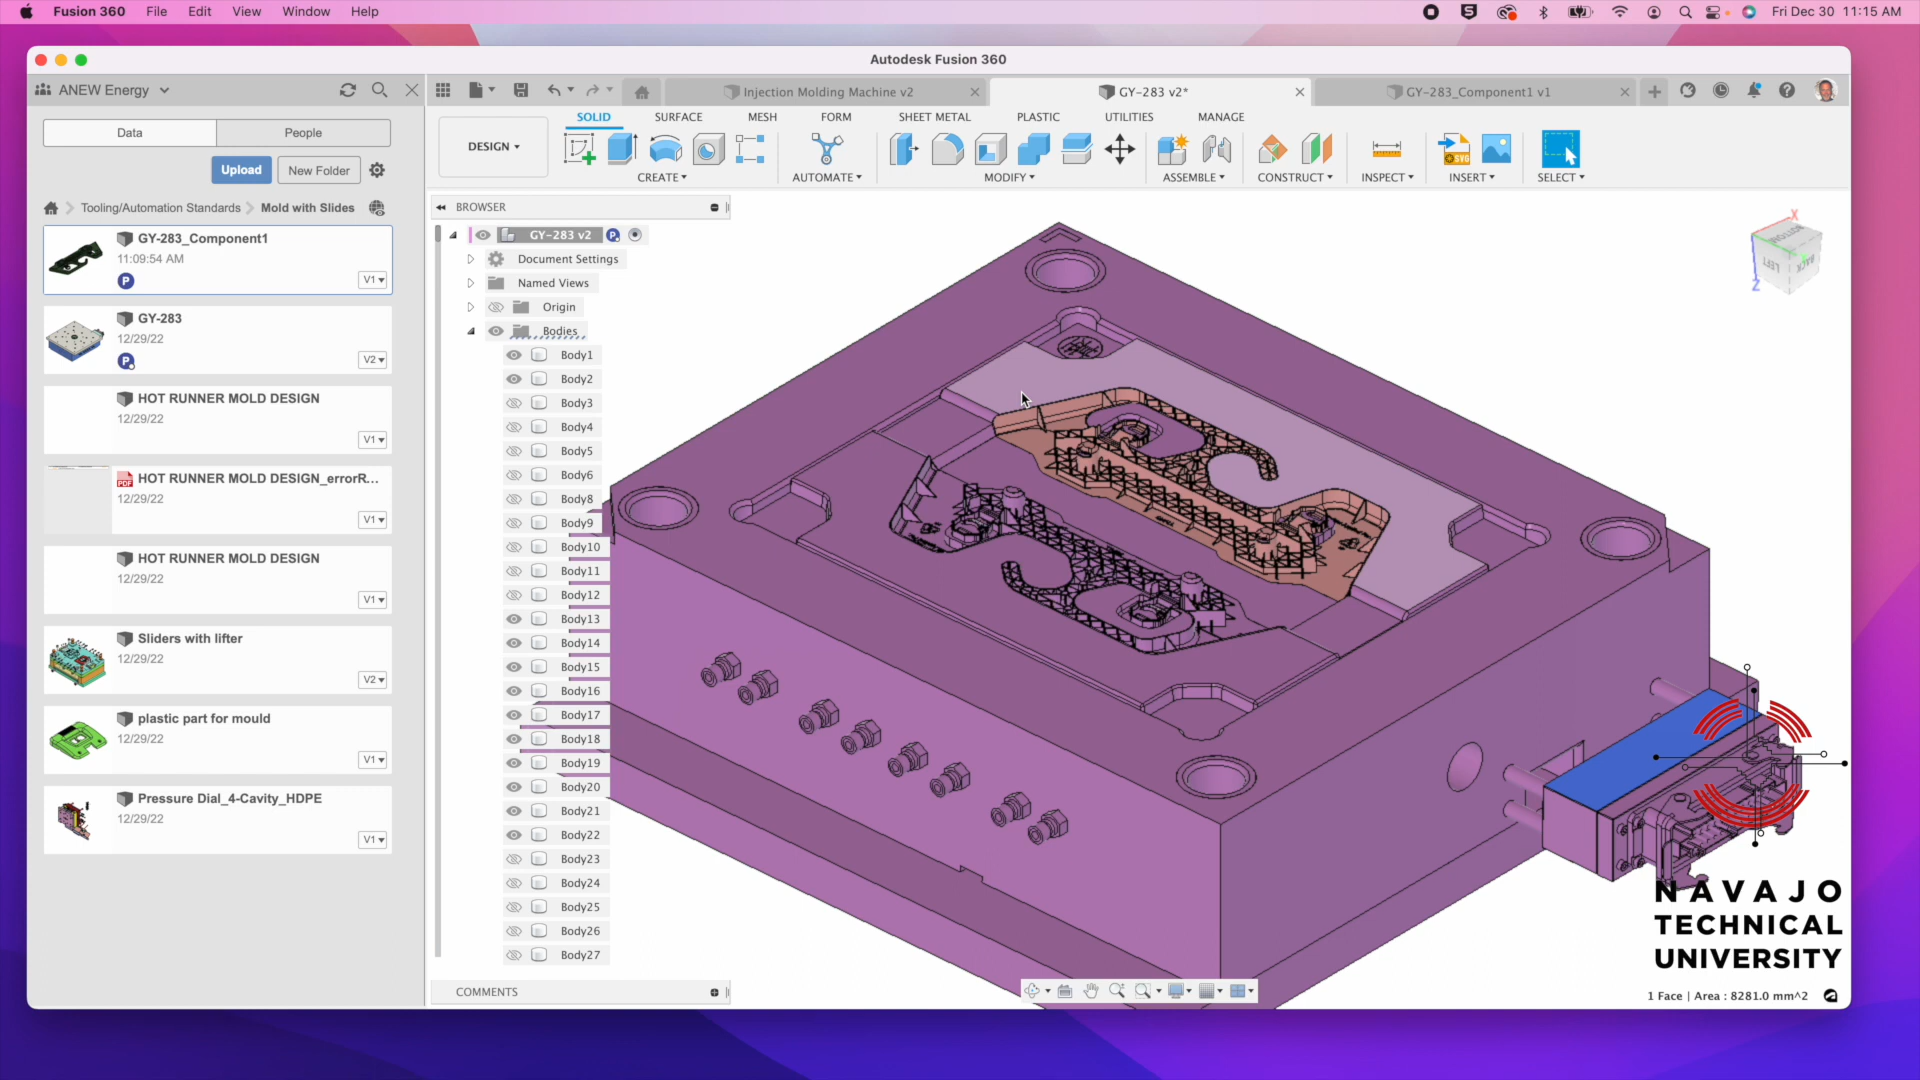 Fusion 360 File Edit View Window Help
Fri Dec 30 11:15 AM
Autodesk Fusion 360
ANEW Energy
Injection Molding Machine v2
GY-283 v2*
GY-283_Component1 v1
Data People
SOLID SURFACE MESH FORM SHEET METAL PLASTIC UTILITIES MANAGE
DESIGN
Upload New Folder
CREATE AUTOMATE MODIFY ASSEMBLE CONSTRUCT INSPECT INSERT SELECT
SVG
Tooling/Automation Standards Mold with Slides
BROWSER
GY-283_Component1
11:09:54 AM
P
V1
GY-283
12/29/22
P
V2
HOT RUNNER MOLD DESIGN
12/29/22
V1
PDF
HOT RUNNER MOLD DESIGN_errorR...
12/29/22
V1
HOT RUNNER MOLD DESIGN
12/29/22
V1
Sliders with lifter
12/29/22
V2
plastic part for mould
12/29/22
V1
Pressure Dial_4-Cavity_HDPE
12/29/22
V1
GY-283 v2 P
Document Settings
Named Views
Origin
Bodies
Body1
Body2
Body3
Body4
Body5
Body6
Body8
Body9
Body10
Body11
Body12
Body13
Body14
Body15
Body16
Body17
Body18
Body19
Body20
Body21
Body22
Body23
Body24
Body25
Body26
Body27
COMMENTS
X
BOTTOM
LEFT
BACK
Z
NAVAJO
TECHNICAL
UNIVERSITY
1 Face | Area : 8281.0 mm^2